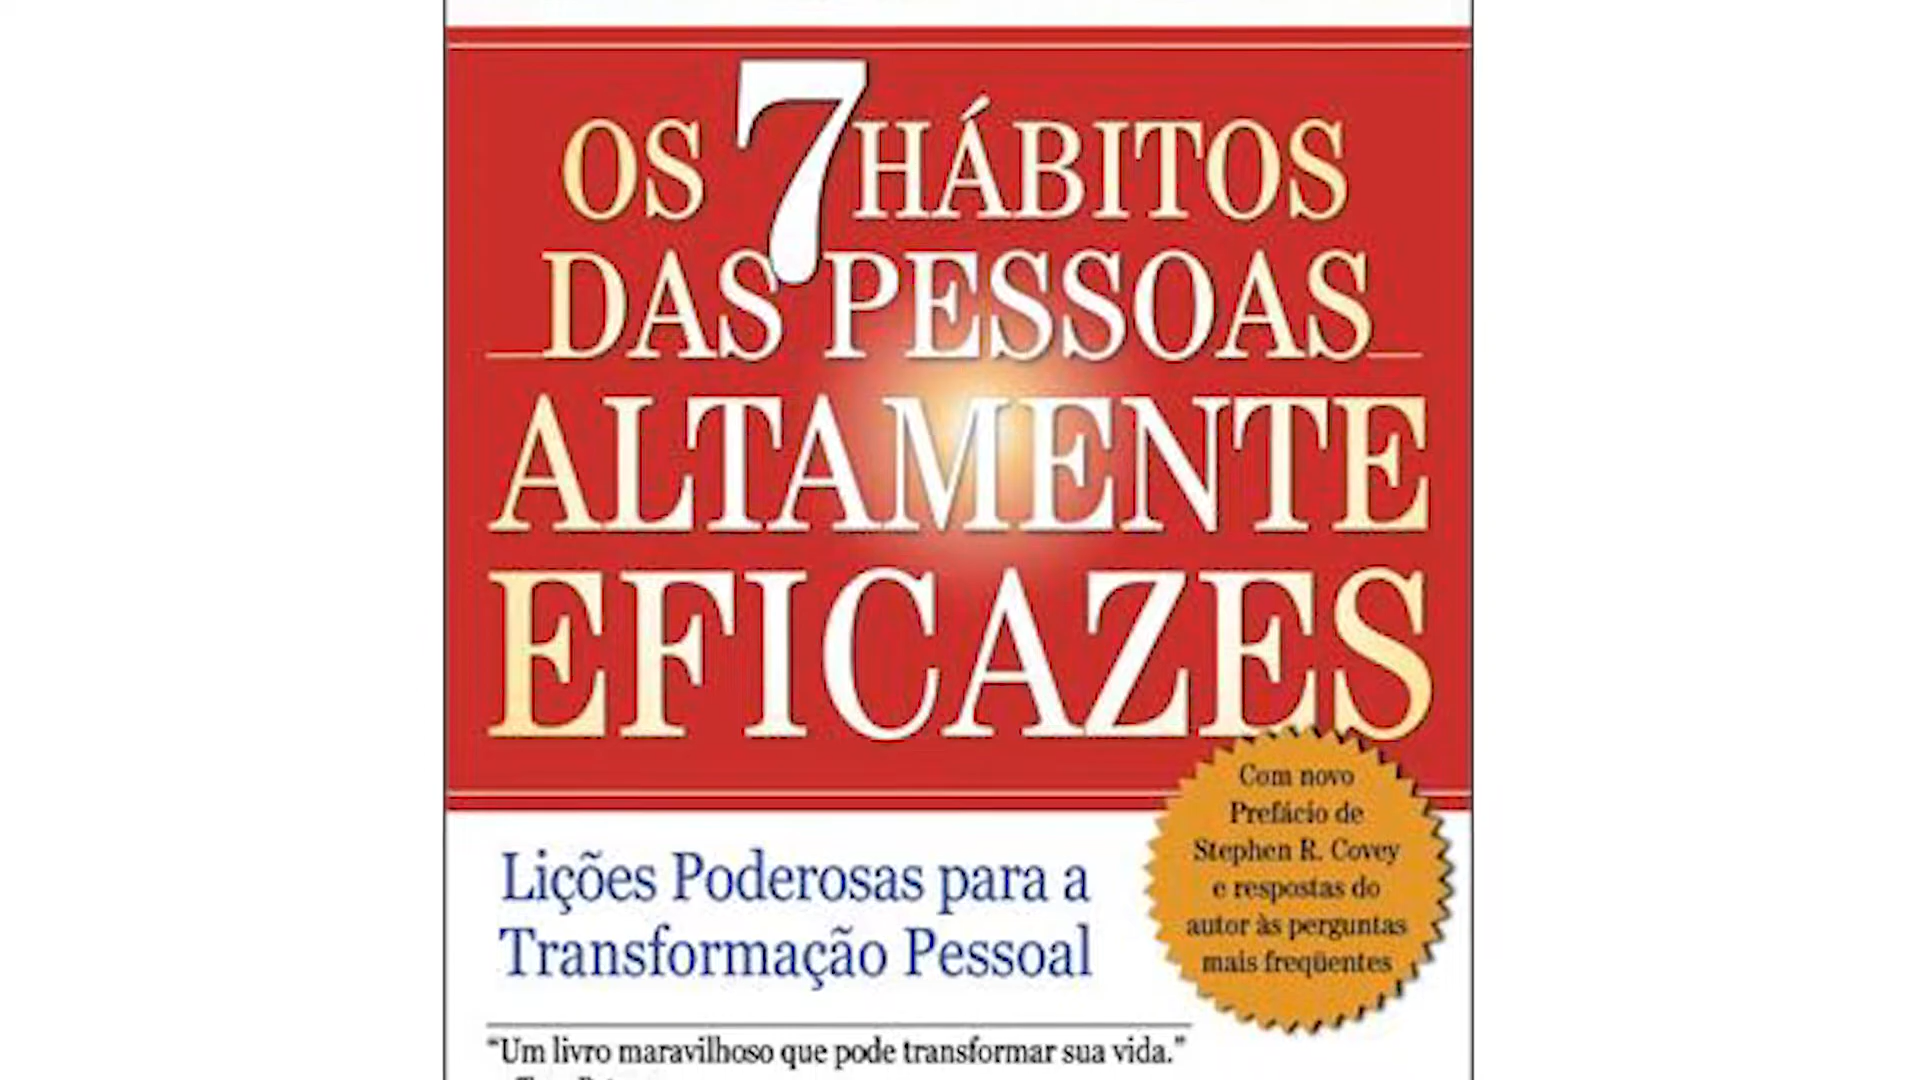 OS 7 HÁBITOS
DAS PESSOAS
ALTAMENTE
EFICAZES
Com novo
Prefácio de
Stephen R. Covey
e respostas do
autor às perguntas
mais freqüentes
Lições Poderosas para a
Transformação Pessoal
“Um livro maravilhoso que pode transformar sua vida.”